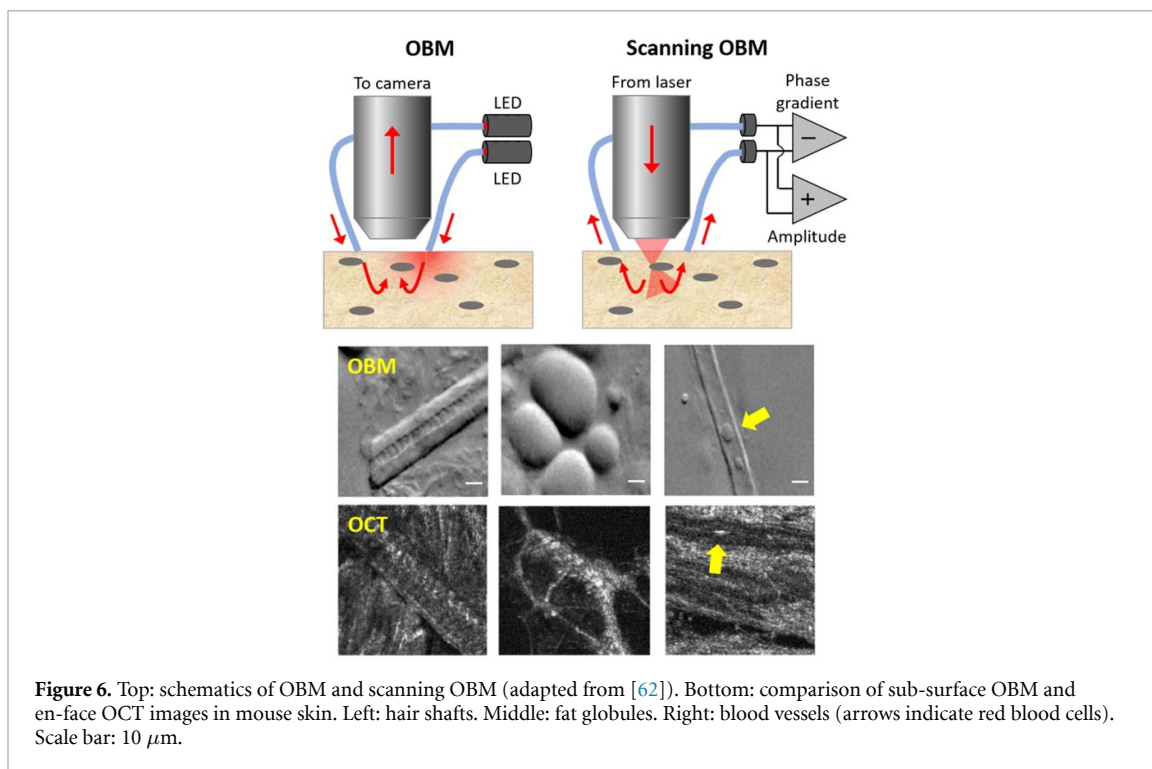 OBM
Scanning OBM
To camera
LED
LED
From laser
Phase
gradient
−
+
Amplitude
OBM
OCT
Figure 6. Top: schematics of OBM and scanning OBM (adapted from [62]). Bottom: comparison of sub-surface OBM and
en-face OCT images in mouse skin. Left: hair shafts. Middle: fat globules. Right: blood vessels (arrows indicate red blood cells).
Scale bar: 10 μm.